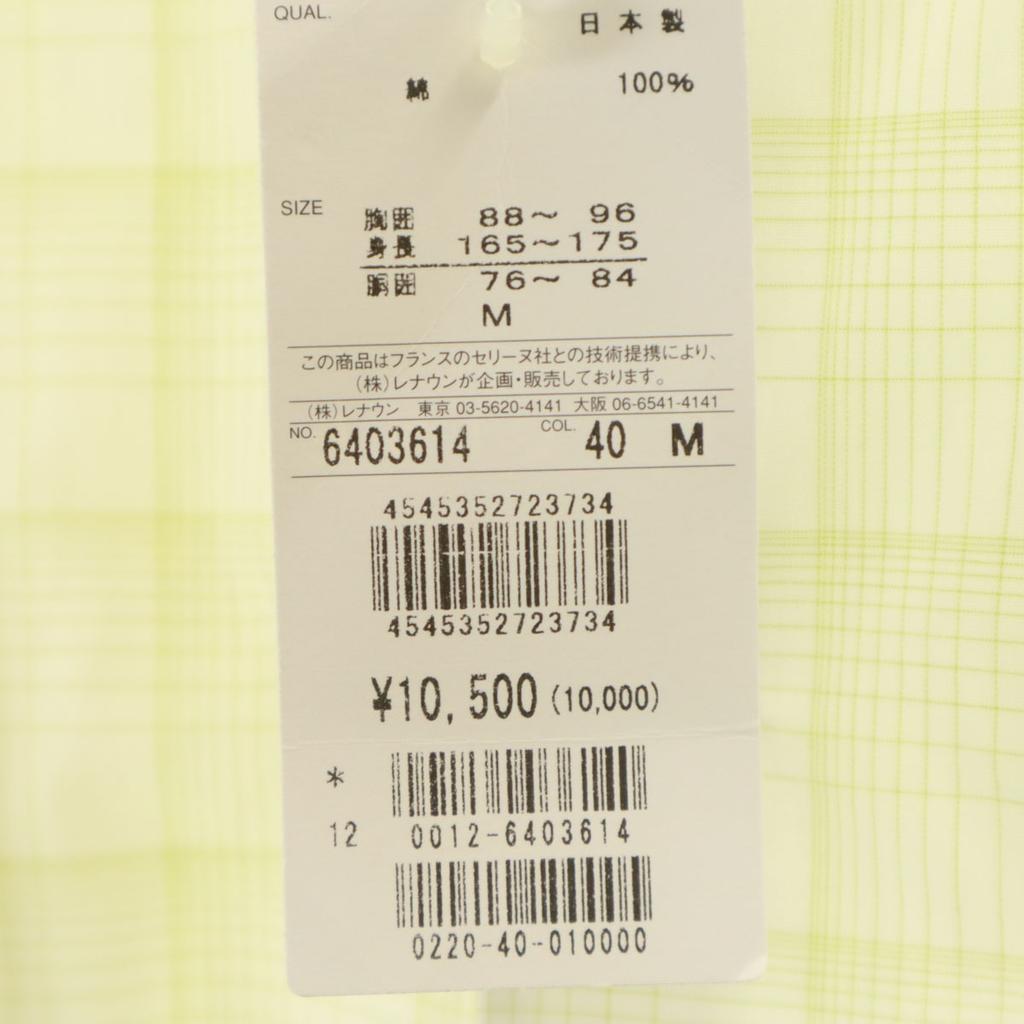 QUAL.
日本製
綿 100%
SIZE
胸囲 88～ 96
身長 165～175
胴囲 76～ 84
M
この商品はフランスのセリーヌ社との技術提携により、
（株）レナウンが企画・販売しております。
（株）レナウン 東京 03-5620-4141 大阪 06-6541-4141
NO. 6403614 COL. 40 M
4545352723734
4545352723734
¥10,500 (10,000)
*
12 0012-6403614
0220-40-010000